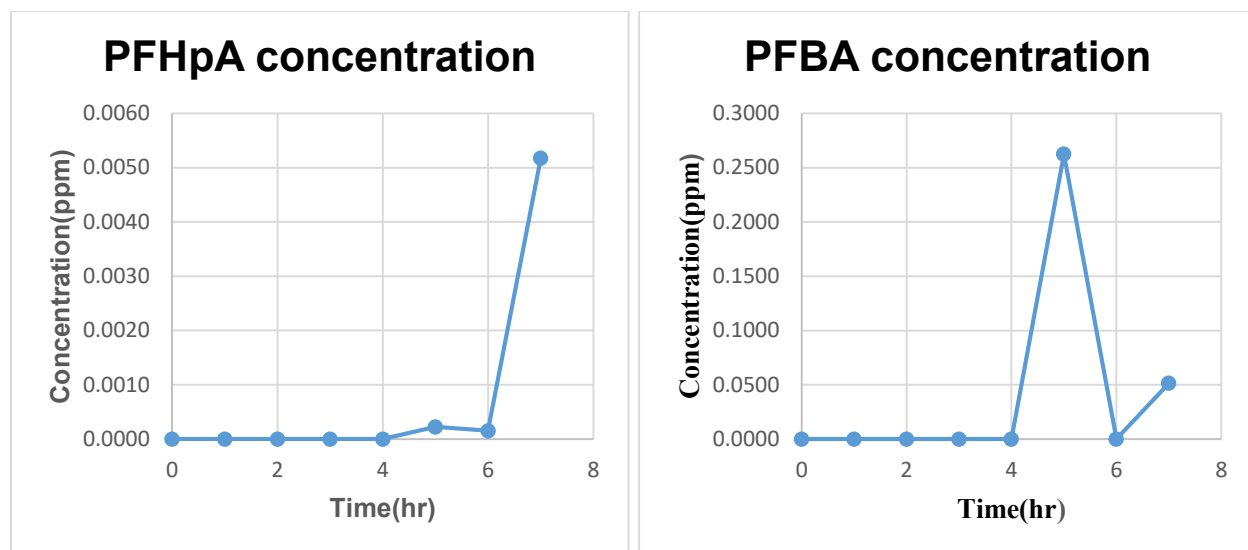 PFHpA concentration
0.0060
0.0050
0.0040
0.0030
0.0020
0.0010
0.0000
Concentration(ppm)
0 2 4 6 8
Time(hr)
PFBA concentration
0.3000
0.2500
0.2000
0.1500
0.1000
0.0500
0.0000
Concentration(ppm)
0 2 4 6 8
Time(hr)